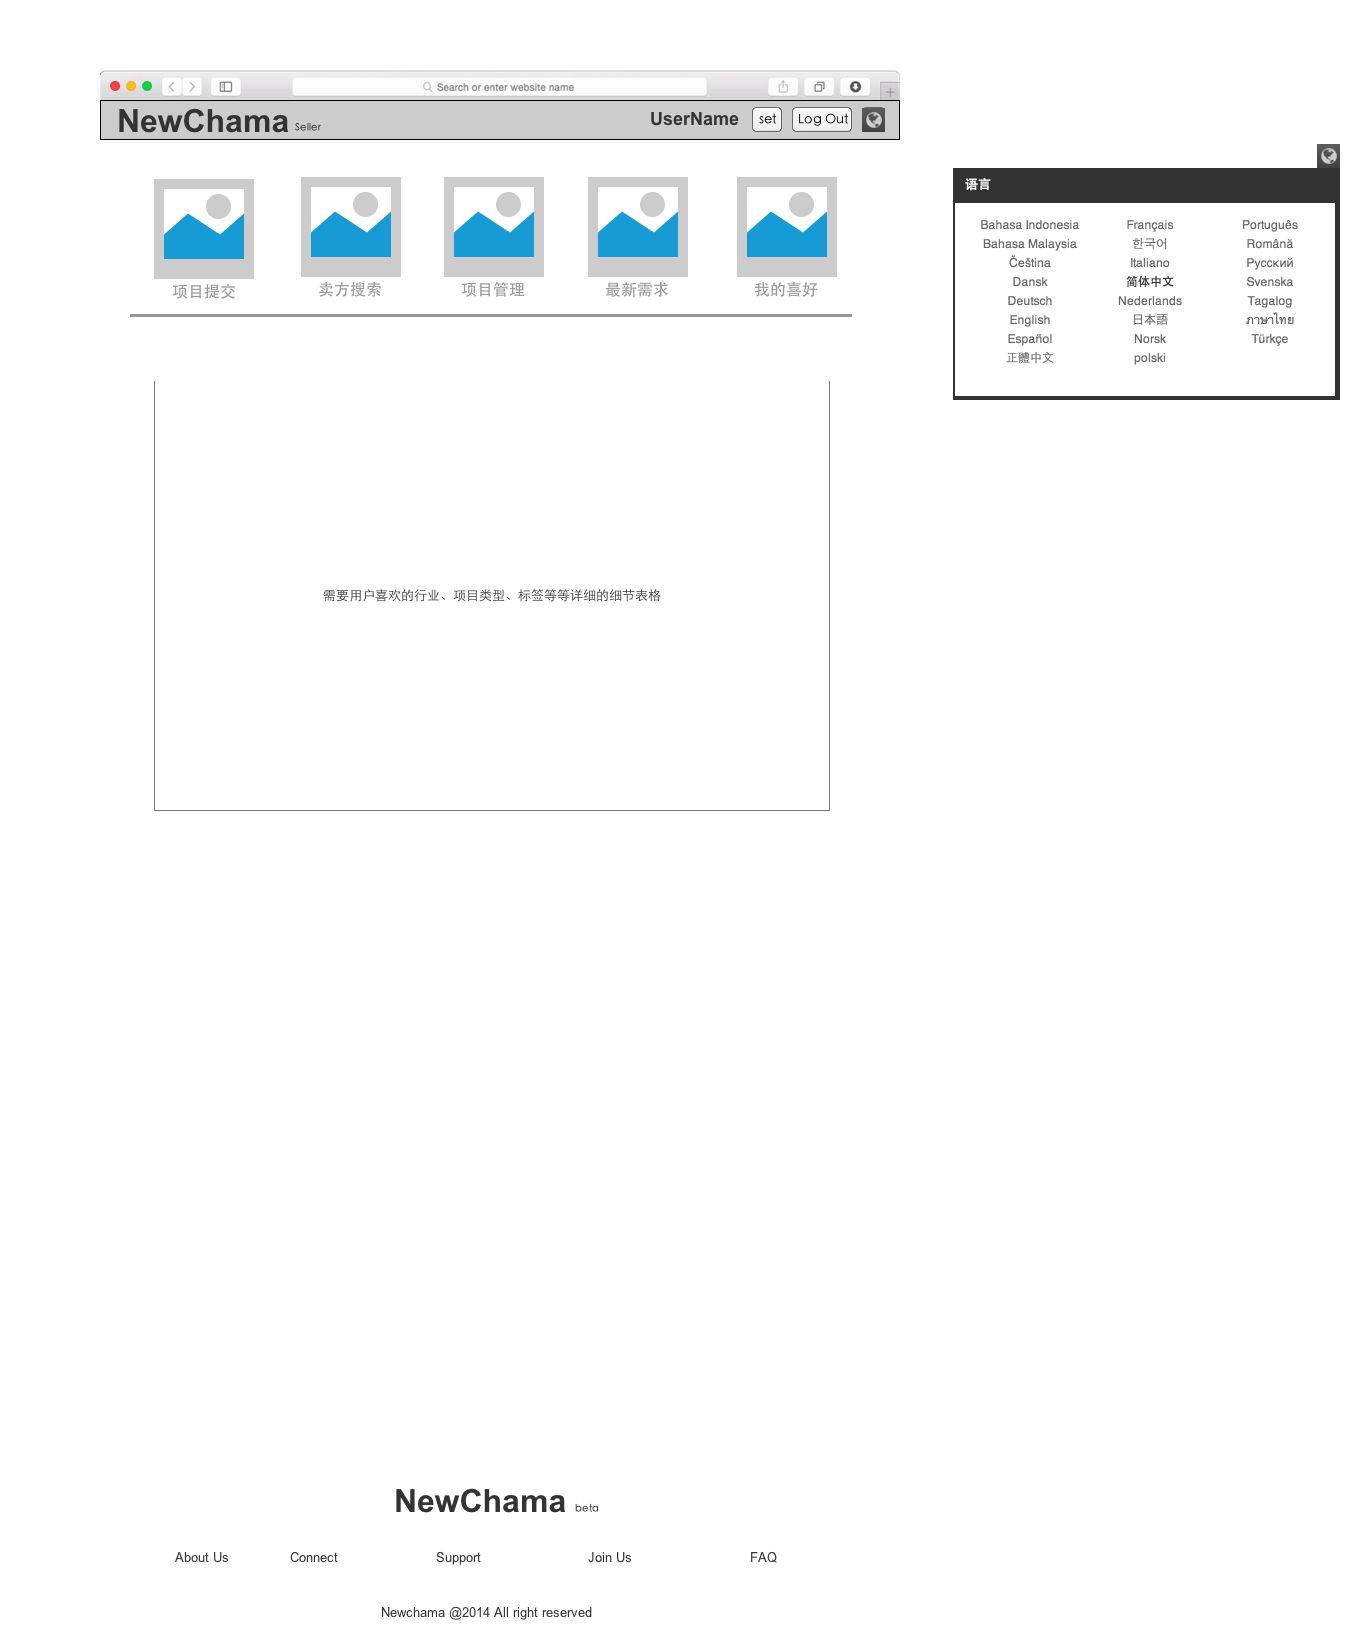 Search or enter website name
NewChama Seller
UserName set Log Out
语言
Bahasa Indonesia Français Português
Bahasa Malaysia 한국어 Română
Čeština Italiano Русский
Dansk 简体中文 Svenska
Deutsch Nederlands Tagalog
English 日本語 ภาษาไทย
Español Norsk Türkçe
正體中文 polski
项目提交 卖方搜索 项目管理 最新需求 我的喜好
需要用户喜欢的行业、项目类型、标签等等详细的细节表格
NewChama beta
About Us Connect Support Join Us FAQ
Newchama @2014 All right reserved